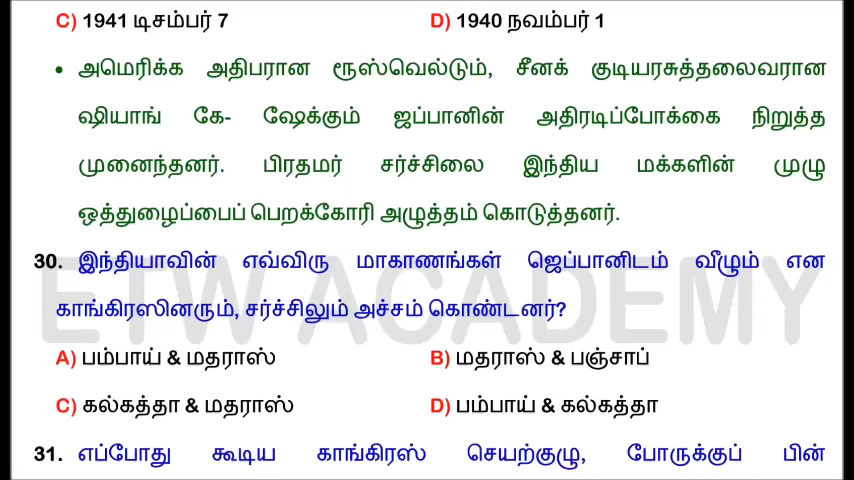 C) 1941 டிசம்பர் 7 D) 1940 நவம்பர் 1
• அமெரிக்க அதிபரான ரூஸ்வெல்டும், சீனக் குடியரசுத்தலைவரான
ஷியாங் கே- ஷேக்கும் ஜப்பானின் அதிரடிப்போக்கை நிறுத்த
முனைந்தனர். பிரதமர் சர்ச்சிலை இந்திய மக்களின் முழு
ஒத்துழைப்பைப் பெறக்கோரி அழுத்தம் கொடுத்தனர்.
30. இந்தியாவின் எவ்விரு மாகாணங்கள் ஜெப்பானிடம் வீழும் என
காங்கிரஸினரும், சர்ச்சிலும் அச்சம் கொண்டனர்?
ETW ACADEMY
A) பம்பாய் & மதராஸ் B) மதராஸ் & பஞ்சாப்
C) கல்கத்தா & மதராஸ் D) பம்பாய் & கல்கத்தா
31. எப்போது கூடிய காங்கிரஸ் செயற்குழு, போருக்குப் பின்